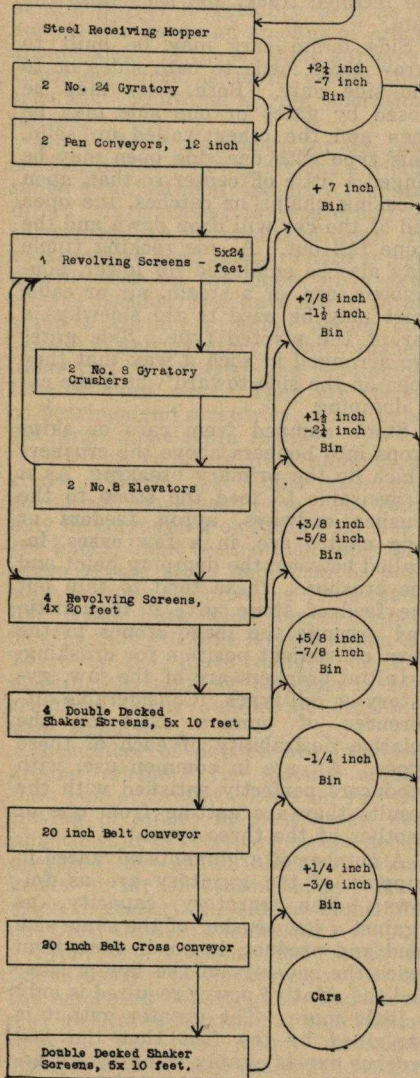 Steel Receiving Hopper
2 No. 24 Gyratory
2 Pan Conveyors, 12 inch
1 Revolving Screens - 5x24
feet
2 No. 8 Gyratory
Crushers
2 No.8 Elevators
4 Revolving Screens,
4x 20 feet
4 Double Decked
Shaker Screens, 5x 10 feet
20 inch Belt Conveyor
20 inch Belt Cross Conveyor
Double Decked Shaker
Screens, 5x 10 feet.
+2¼ inch
-7 inch
Bin
+ 7 inch
Bin
+7/8 inch
-1½ inch
Bin
+1½ inch
-2¼ inch
Bin
+3/8 inch
-5/8 inch
Bin
+5/8 inch
-7/8 inch
Bin
-1/4 inch
Bin
+1/4 inch
-3/8 inch
Bin
Cars